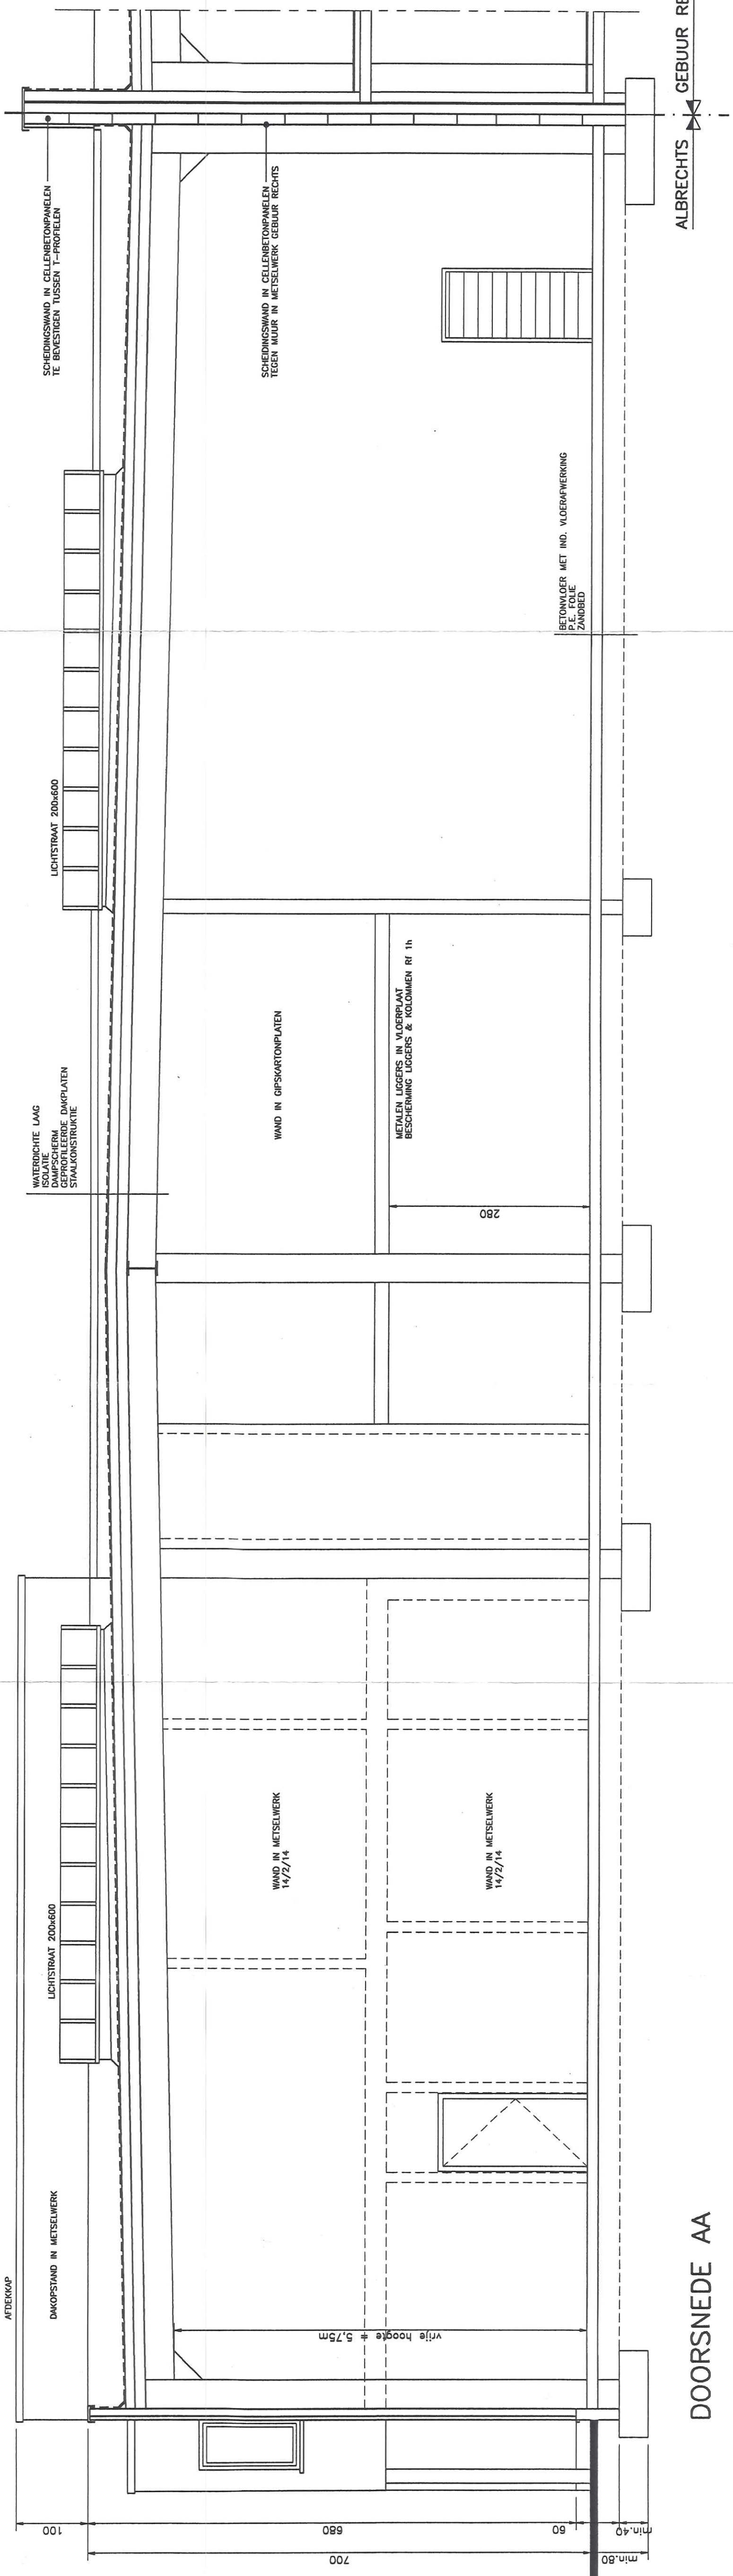 AFDEKKAP
DAKOPSTAND IN METSELWERK
LICHTSTRAAT 200x600
WATERDICHTE LAAG
ISOLATIE
DAMPSCHERM
GEPROFILEERDE DAKPLATEN
STAALKONSTRUKTIE
LICHTSTRAAT 200x600
SCHEIDINGSWAND IN CELLENBETONPANELEN
TE BEVESTIGEN TUSSEN T-PROFIELEN
SCHEIDINGSWAND IN CELLENBETONPANELEN
TEGEN MUUR IN METSELWERK GEBUUR RECHTS
WAND IN METSELWERK
14/2/14
WAND IN GIPSKARTONPLATEN
WAND IN METSELWERK
14/2/14
METALEN LIGGERS IN VLOERPLAAT
BESCHERMING LIGGERS & KOLOMMEN Rf 1h
280
BETONVLOER MET IND. VLOERAFWERKING
P.E. FOLIE
ZANDBED
vrije hoogte = 5,75m
100
680
60
min.40
700
min.80
DOORSNEDE AA
ALBRECHTS
GEBUUR RE